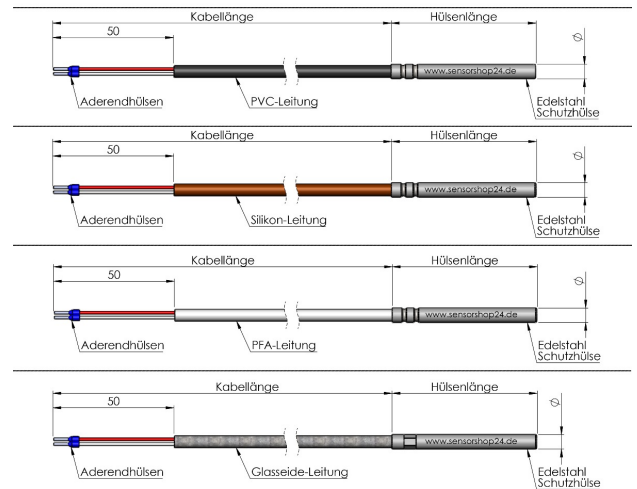 Kabellänge Hülsenlänge
50 Ø
www.sensorshop24.de
Aderendhülsen PVC-Leitung Edelstahl
Schutzhülse
Kabellänge Hülsenlänge
50 Ø
www.sensorshop24.de
Aderendhülsen Silikon-Leitung Edelstahl
Schutzhülse
Kabellänge Hülsenlänge
50 Ø
www.sensorshop24.de
Aderendhülsen PFA-Leitung Edelstahl
Schutzhülse
Kabellänge Hülsenlänge
50 Ø
www.sensorshop24.de
Aderendhülsen Glasseide-Leitung Edelstahl
Schutzhülse